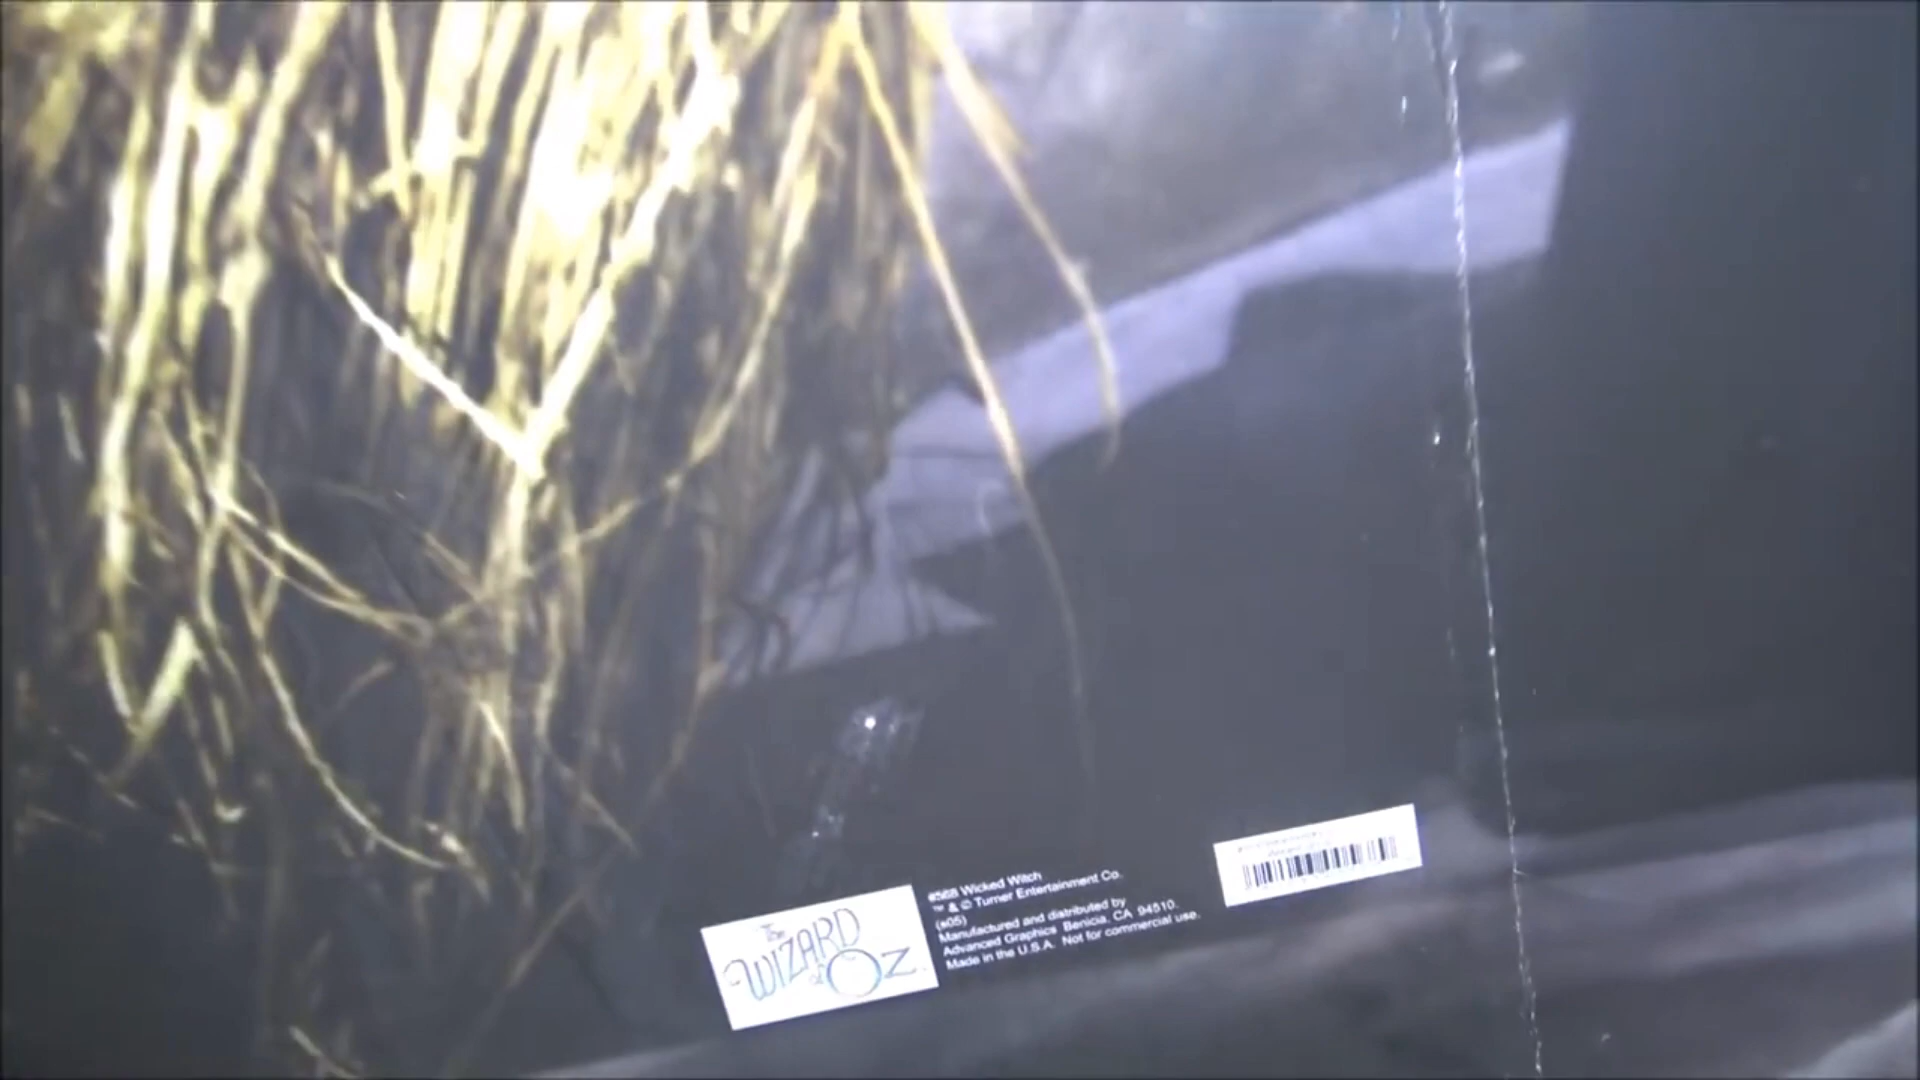 The
WIZARD
of OZ
#568 Wicked Witch
™ & © Turner Entertainment Co.
(s05)
Manufactured and distributed by
Advanced Graphics Benicia, CA 94510.
Made in the U.S.A. Not for commercial use.